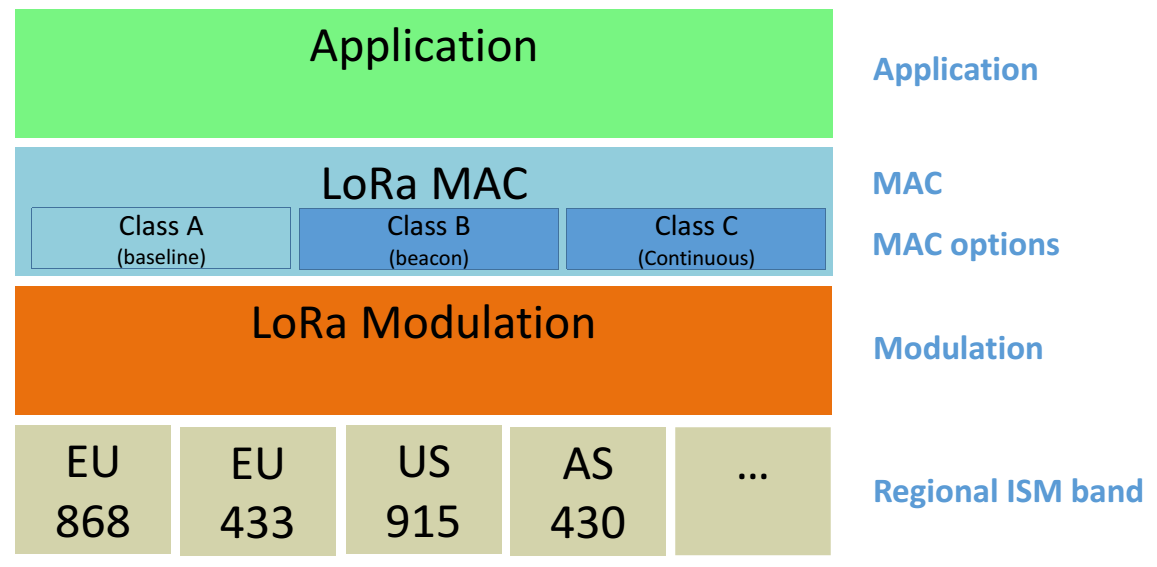 Application
Application
LoRa MAC
MAC
Class A
(baseline)
Class B
(beacon)
Class C
(Continuous)
MAC options
LoRa Modulation
Modulation
EU
868
EU
433
US
915
AS
430
...
Regional ISM band